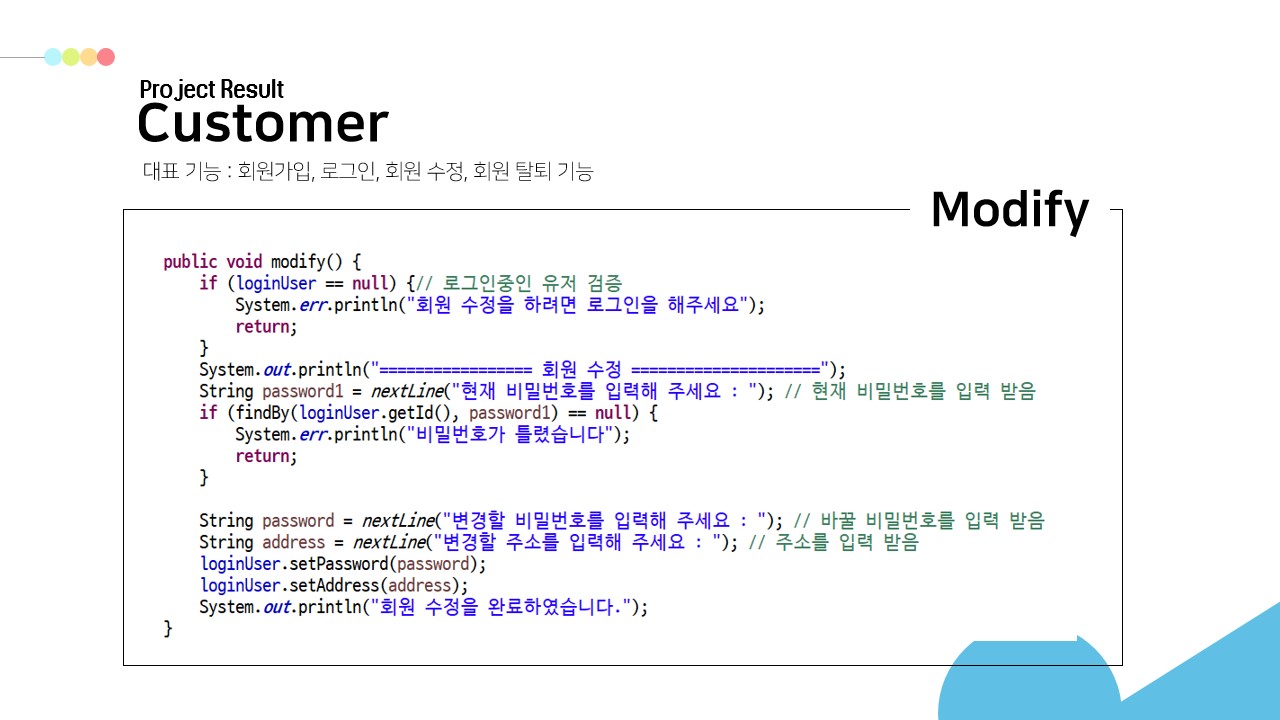 Project Result
Customer
대표 기능 : 회원가입, 로그인, 회원 수정, 회원 탈퇴 기능
Modify
public void modify() {
    if (loginUser == null) {// 로그인중인 유저 검증
        System.err.println("회원 수정을 하려면 로그인을 해주세요");
        return;
    }
    System.out.println("================= 회원 수정 =====================");
    String password1 = nextLine("현재 비밀번호를 입력해 주세요 : "); // 현재 비밀번호를 입력 받음
    if (findBy(loginUser.getId(), password1) == null) {
        System.err.println("비밀번호가 틀렸습니다");
        return;
    }
    String password = nextLine("변경할 비밀번호를 입력해 주세요 : "); // 바꿀 비밀번호를 입력 받음
    String address = nextLine("변경할 주소를 입력해 주세요 : "); // 주소를 입력 받음
    loginUser.setPassword(password);
    loginUser.setAddress(address);
    System.out.println("회원 수정을 완료하였습니다.");
}